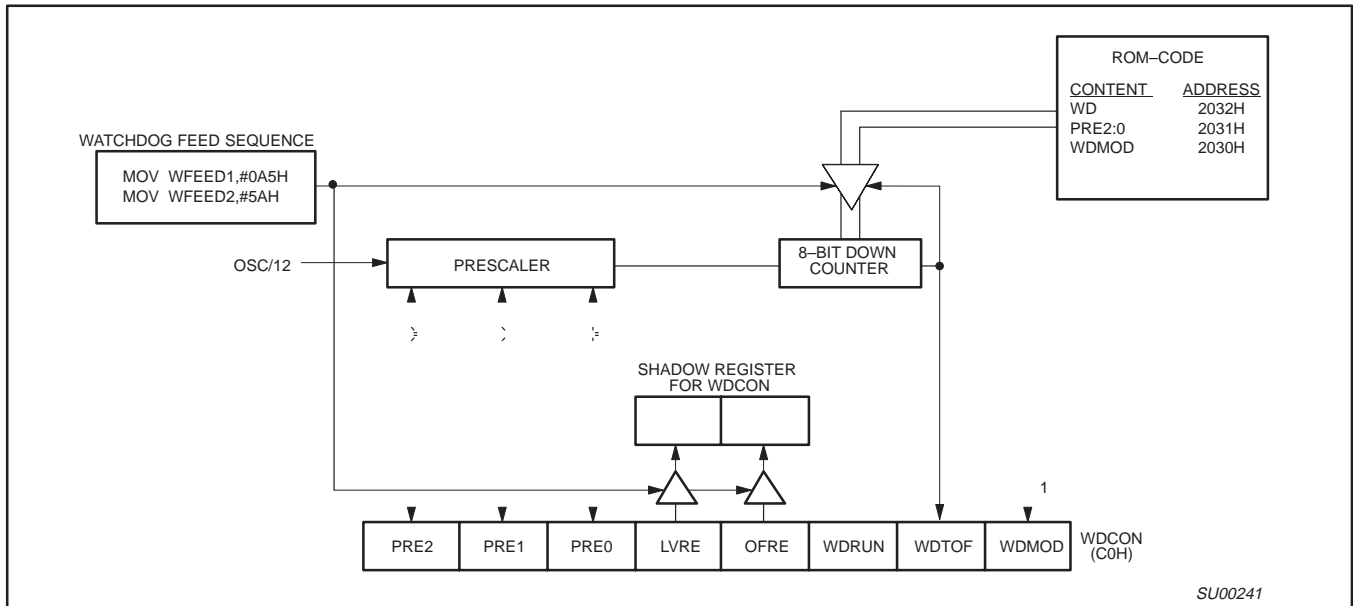 ROM–CODE
CONTENT ADDRESS
WD 2032H
PRE2:0 2031H
WDMOD 2030H
WATCHDOG FEED SEQUENCE
MOV WFEED1,#0A5H
MOV WFEED2,#5AH
OSC/12
PRESCALER
8–BIT DOWN
COUNTER
SHADOW REGISTER
FOR WDCON
1
PRE2 PRE1 PRE0 LVRE OFRE WDRUN WDTOF WDMOD
WDCON
(C0H)
SU00241